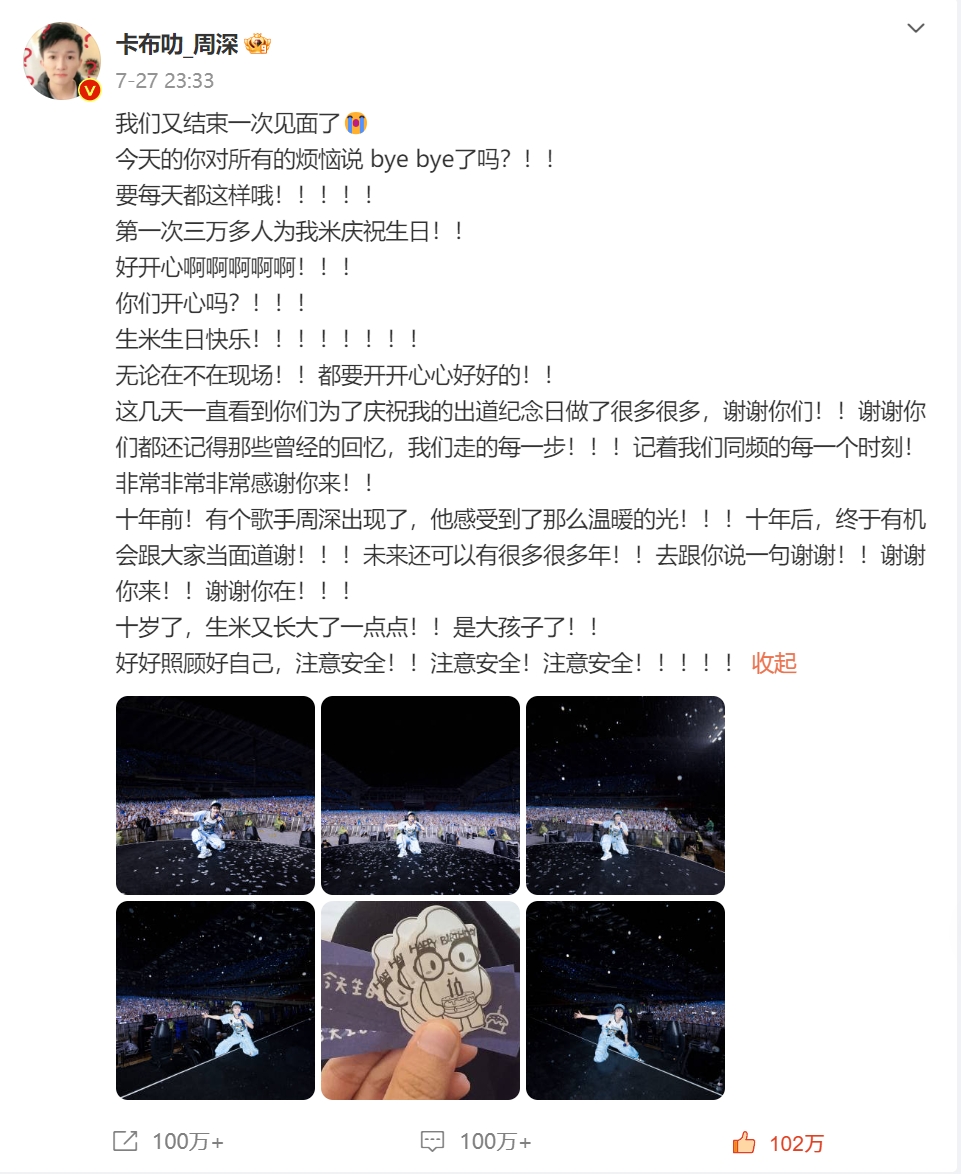 卡布叻_周深
7-27 23:33
我们又结束一次见面了😭
今天的你对所有的烦恼说 bye bye了吗？！！
要每天都这样哦！！！！！
第一次三万多人为我米庆祝生日！！
好开心啊啊啊啊啊！！！
你们开心吗？！！！
生米生日快乐！！！！！！！！
无论在不在现场！！都要开开心心好好的！！
这几天一直看到你们为了庆祝我的出道纪念日做了很多很多，谢谢你们！！谢谢你
们都还记得那些曾经的回忆，我们走的每一步！！！记着我们同频的每一个时刻！
非常非常非常感谢你来！！
十年前！有个歌手周深出现了，他感受到了那么温暖的光！！！十年后，终于有机
会跟大家当面道谢！！！未来还可以有很多很多年！！去跟你说一句谢谢！！谢谢
你来！！谢谢你在！！！
十岁了，生米又长大了一点点！！是大孩子了！！
好好照顾好自己，注意安全！！注意安全！注意安全！！！！！ 收起
HAPPY BIRTHDAY
10
今天生
100万+
100万+
102万